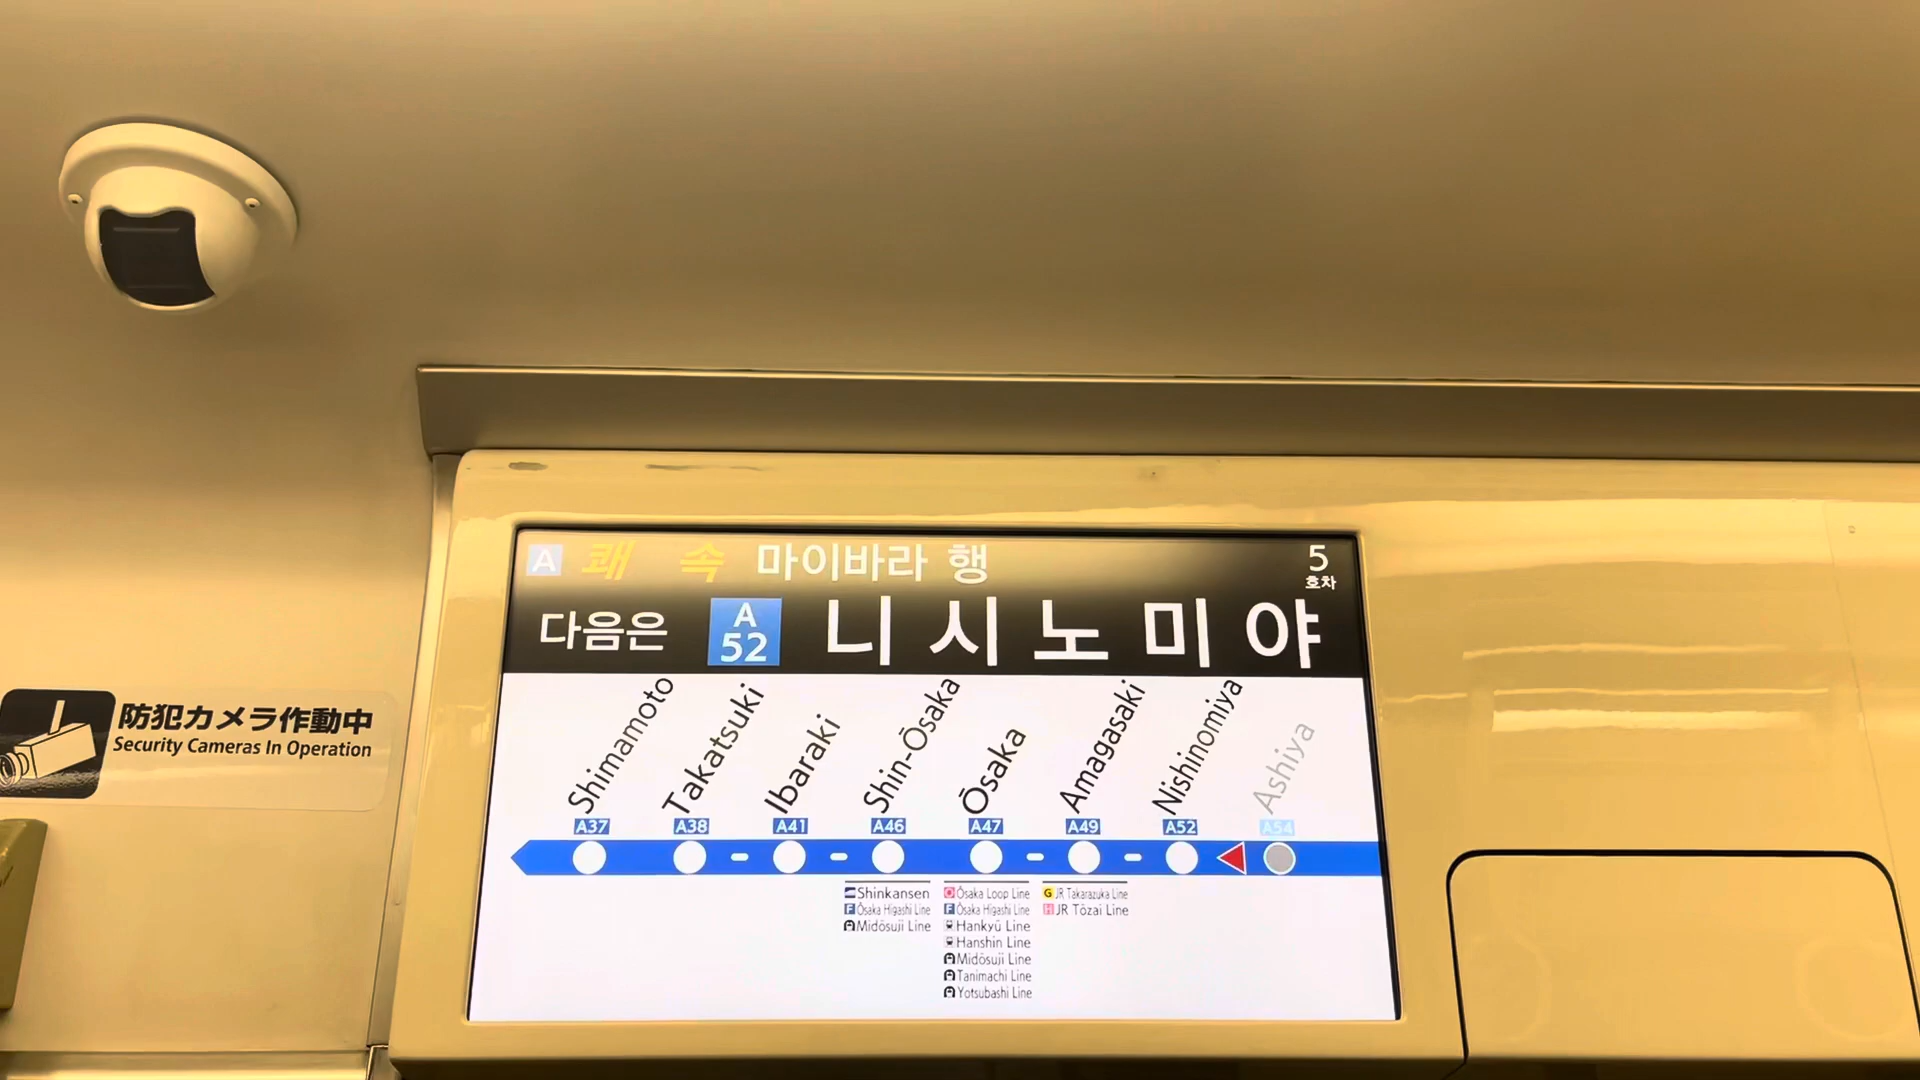 A 쾌 속 마이바라 행
5
호차
다음은 A 52 니시노미야
Shimamoto Takatsuki Ibaraki Shin-Ōsaka Ōsaka Amagasaki Nishinomiya Ashiya
A37 A38 A41 A46 A47 A49 A52 A54
Shinkansen
F Ōsaka Higashi Line
Midōsuji Line
O Ōsaka Loop Line
F Ōsaka Higashi Line
Hankyū Line
Hanshin Line
Midōsuji Line
Tanimachi Line
Yotsubashi Line
G JR Takarazuka Line
H JR Tōzai Line
防犯カメラ作動中
Security Cameras In Operation